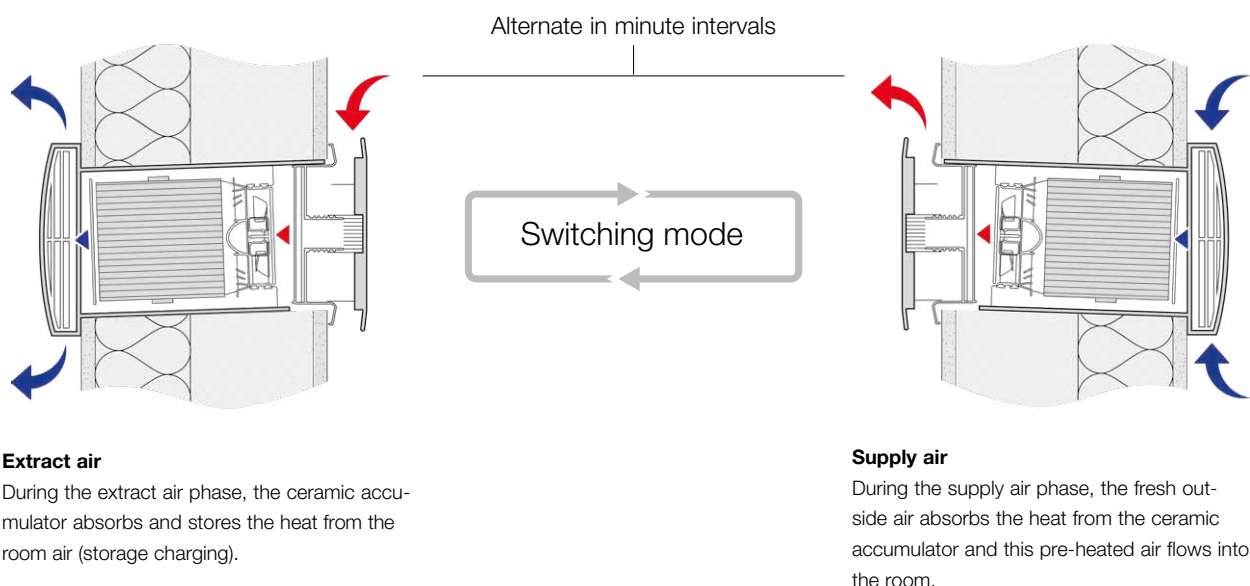 Alternate in minute intervals
Switching mode
Extract air
During the extract air phase, the ceramic accu-
mulator absorbs and stores the heat from the
room air (storage charging).
Supply air
During the supply air phase, the fresh out-
side air absorbs the heat from the ceramic
accumulator and this pre-heated air flows into
the room.